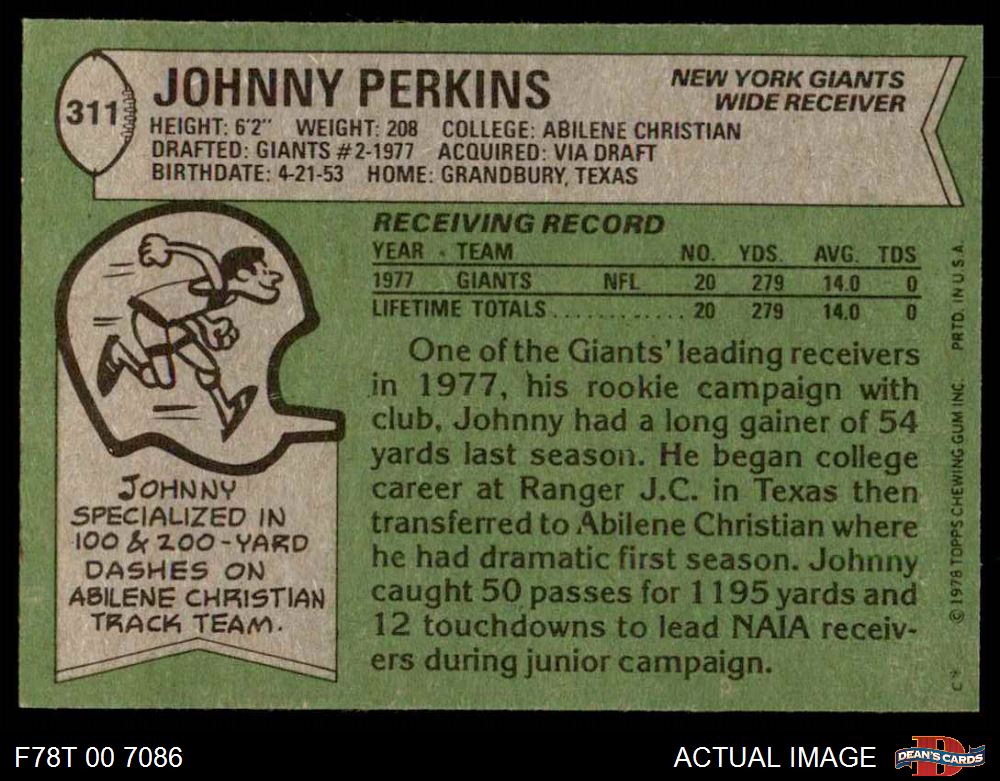 311
JOHNNY PERKINS
NEW YORK GIANTS
WIDE RECEIVER
HEIGHT: 6'2" WEIGHT: 208 COLLEGE: ABILENE CHRISTIAN
DRAFTED: GIANTS #2-1977 ACQUIRED: VIA DRAFT
BIRTHDATE: 4-21-53 HOME: GRANDBURY, TEXAS
RECEIVING RECORD
YEAR · TEAM NO. YDS. AVG. TDS
1977 GIANTS NFL 20 279 14.0 0
LIFETIME TOTALS............ 20 279 14.0 0
One of the Giants' leading receivers
in 1977, his rookie campaign with
club, Johnny had a long gainer of 54
yards last season. He began college
career at Ranger J.C. in Texas then
transferred to Abilene Christian where
he had dramatic first season. Johnny
caught 50 passes for 1195 yards and
12 touchdowns to lead NAIA receiv-
ers during junior campaign.
JOHNNY
SPECIALIZED IN
100 & 200-YARD
DASHES ON
ABILENE CHRISTIAN
TRACK TEAM.
C* ©1978 TOPPS CHEWING GUM INC. PRTD. IN U.S.A.
F78T 00 7086
ACTUAL IMAGE
D
DEAN'S CARDS